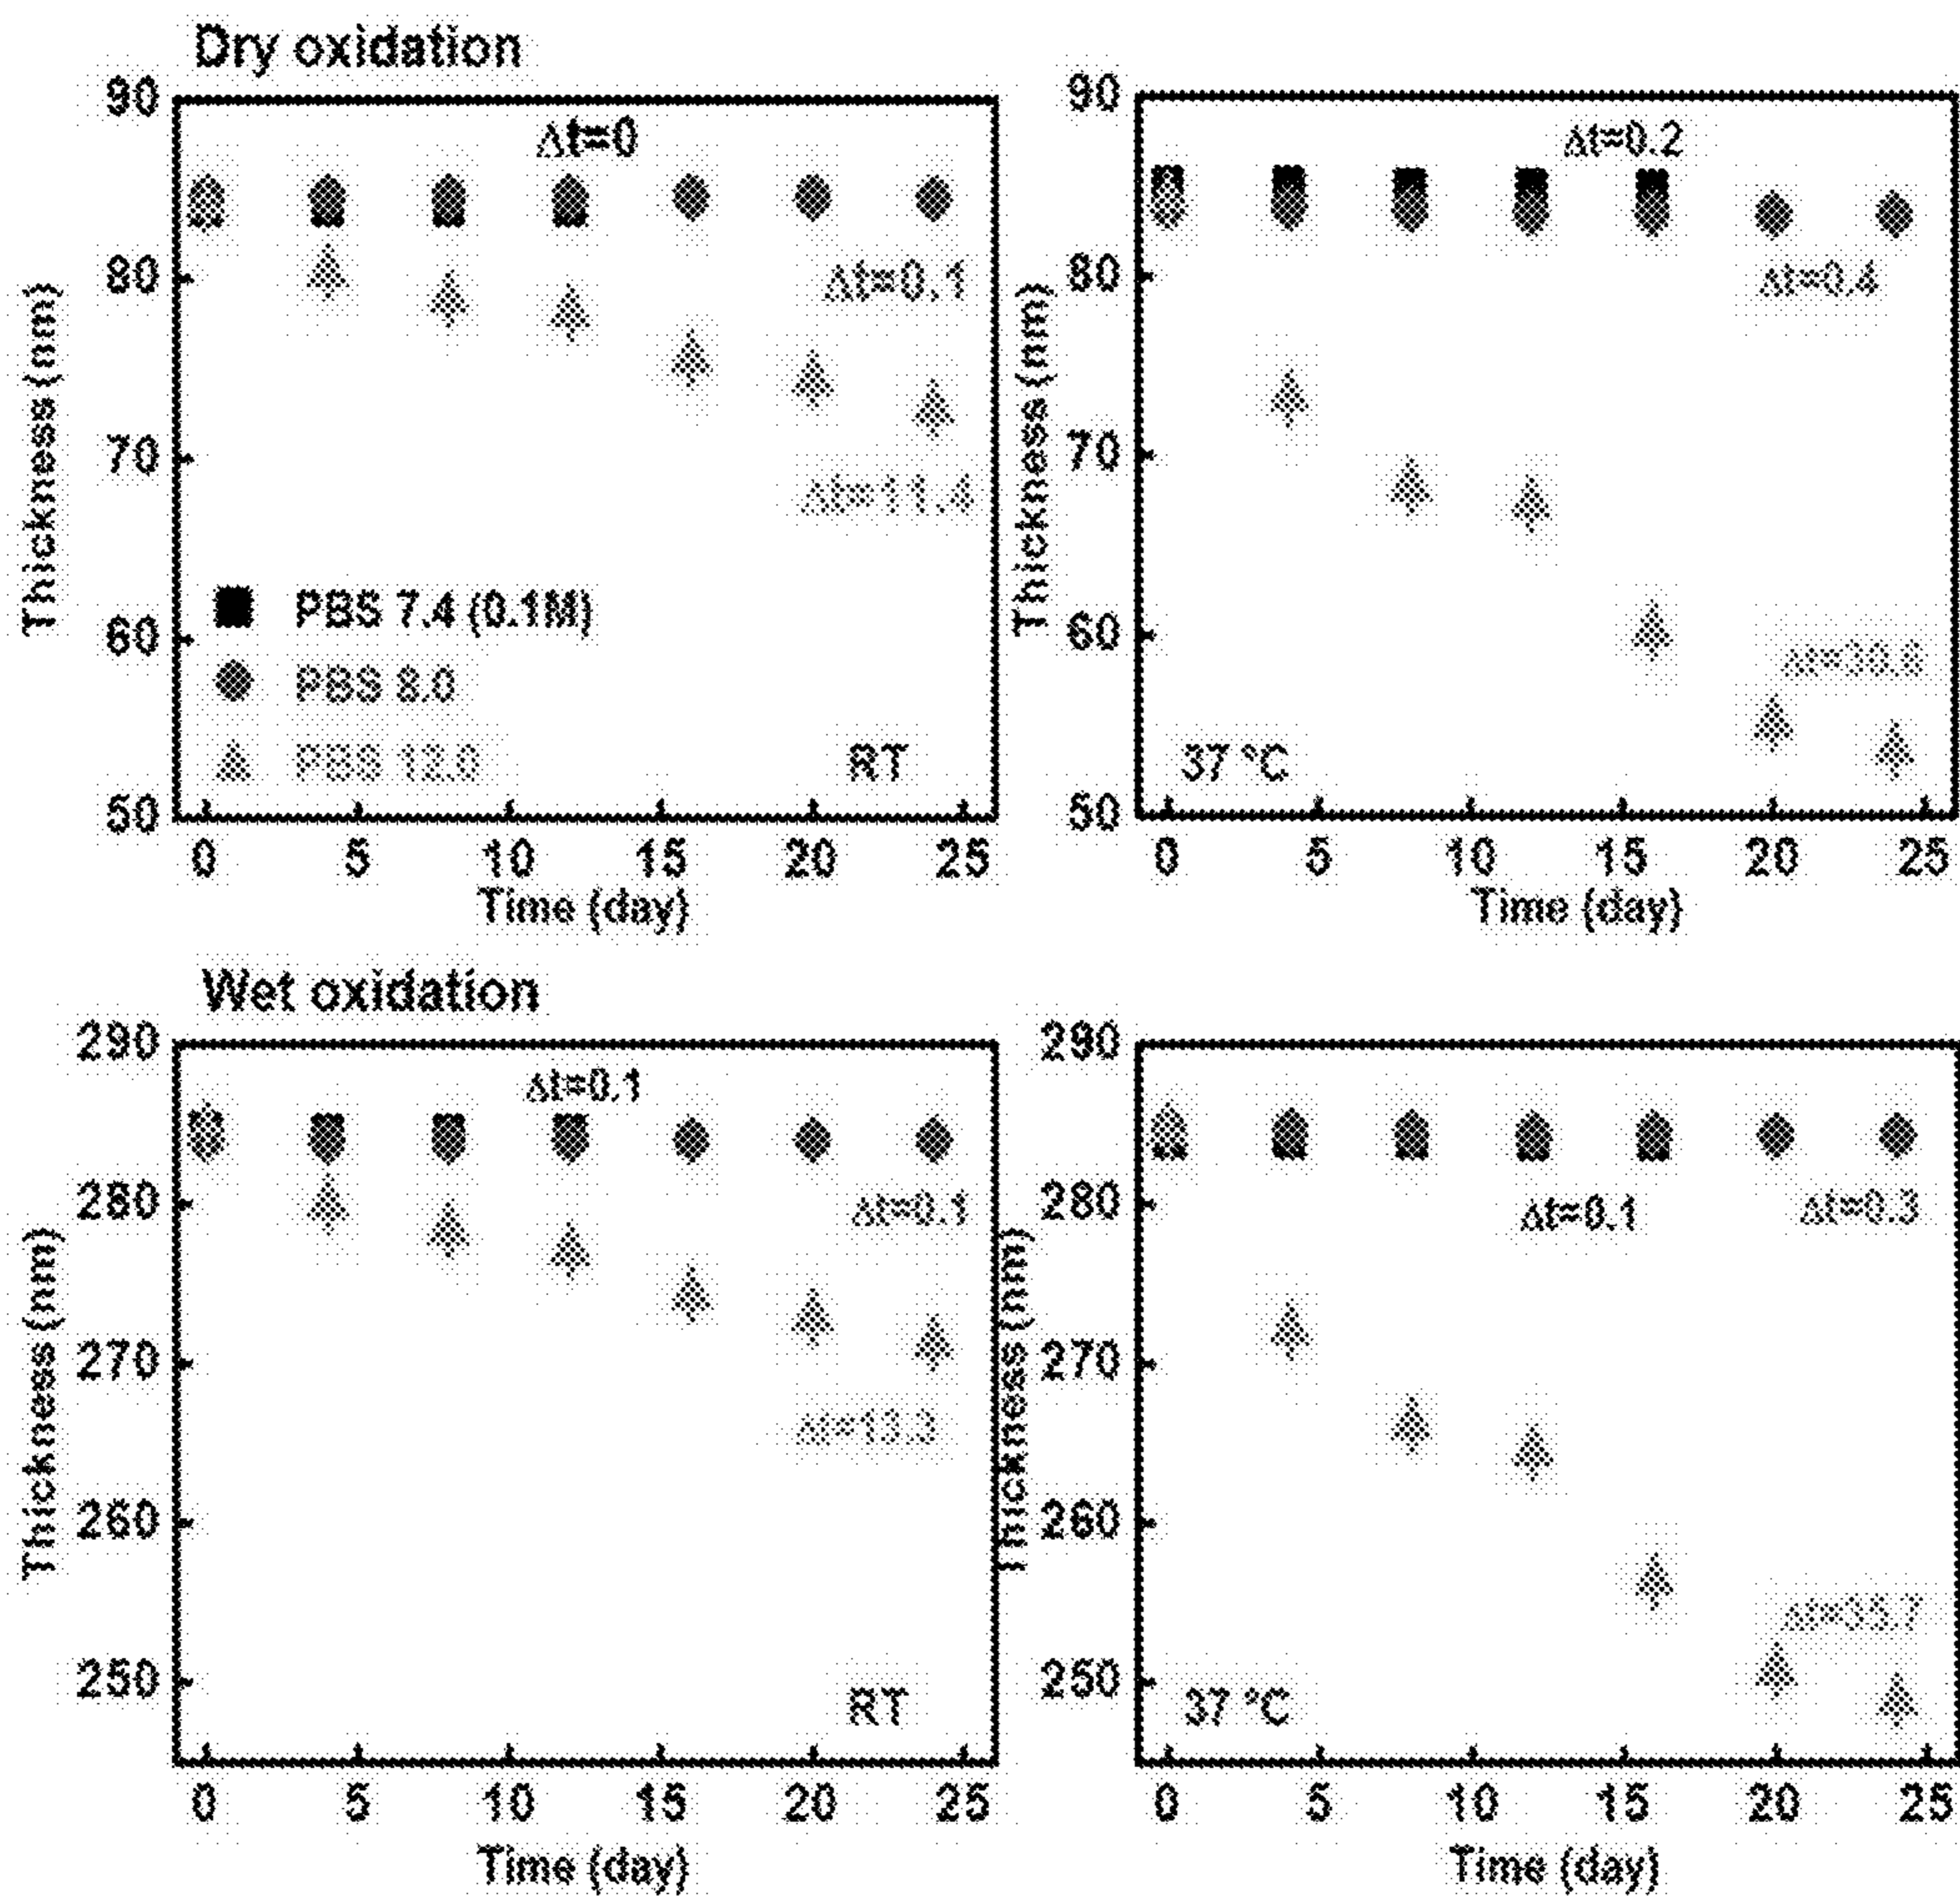 Dry oxidation
90
80
70
60
50
Thickness (nm)
Δt=0
Δt=0.1
Δt=11.4
PBS 7.4 (0.1M)
PBS 8.0
PBS 12.0
RT
0 5 10 15 20 25
Time (day)
90
80
70
60
50
Thickness (nm)
Δt=0.2
Δt=0.4
Δt=30.8
37 °C
0 5 10 15 20 25
Time (day)
Wet oxidation
290
280
270
260
250
Thickness (nm)
Δt=0.1
Δt=0.1
Δt=13.3
RT
0 5 10 15 20 25
Time (day)
290
280
270
260
250
Thickness (nm)
Δt=0.1
Δt=0.3
37 °C
0 5 10 15 20 25
Time (day)